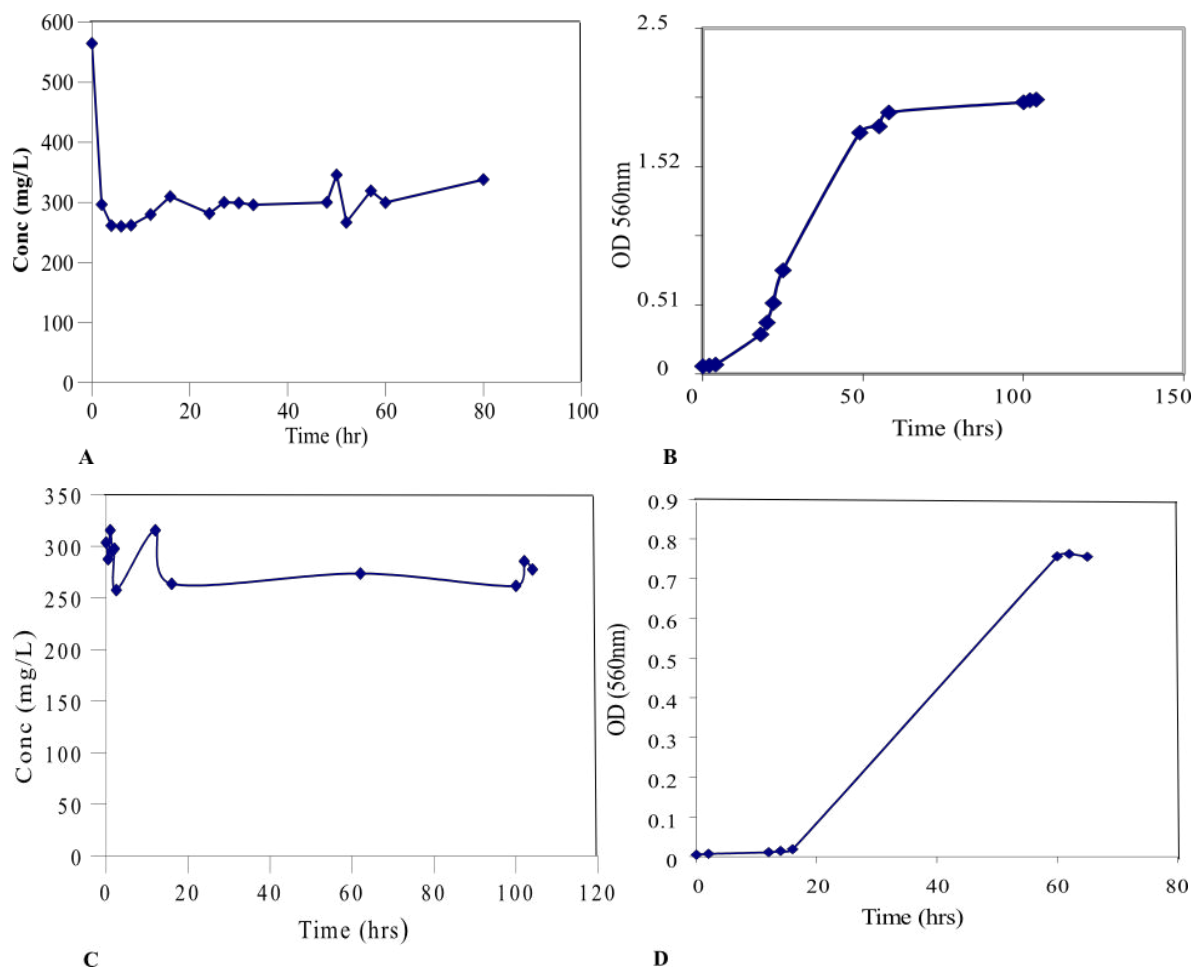 600
500
400
300
200
100
0
Conc (mg/L)
0 20 40 60 80 100
Time (hr)
A
2.5
1.52
0.51
0
OD 560nm
0 50 100 150
Time (hrs)
B
350
300
250
200
150
100
50
0
Conc (mg/L)
0 20 40 60 80 100 120
Time (hrs)
C
0.9
0.8
0.7
0.6
0.5
0.4
0.3
0.2
0.1
0
OD (560nm)
0 20 40 60 80
Time (hrs)
D